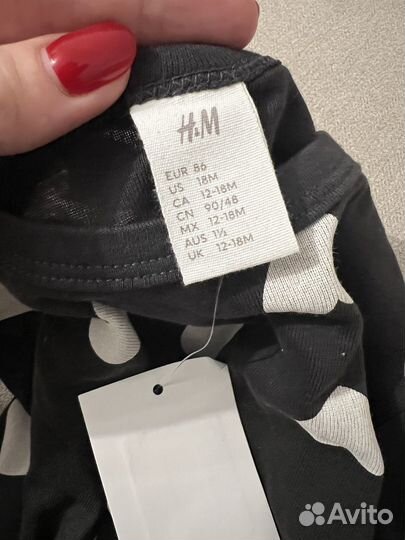 H&M
EUR 86
US 18M
CA 12-18M
CN 90/48
MX 12-18M
AUS 1½
UK 12-18M
Avito